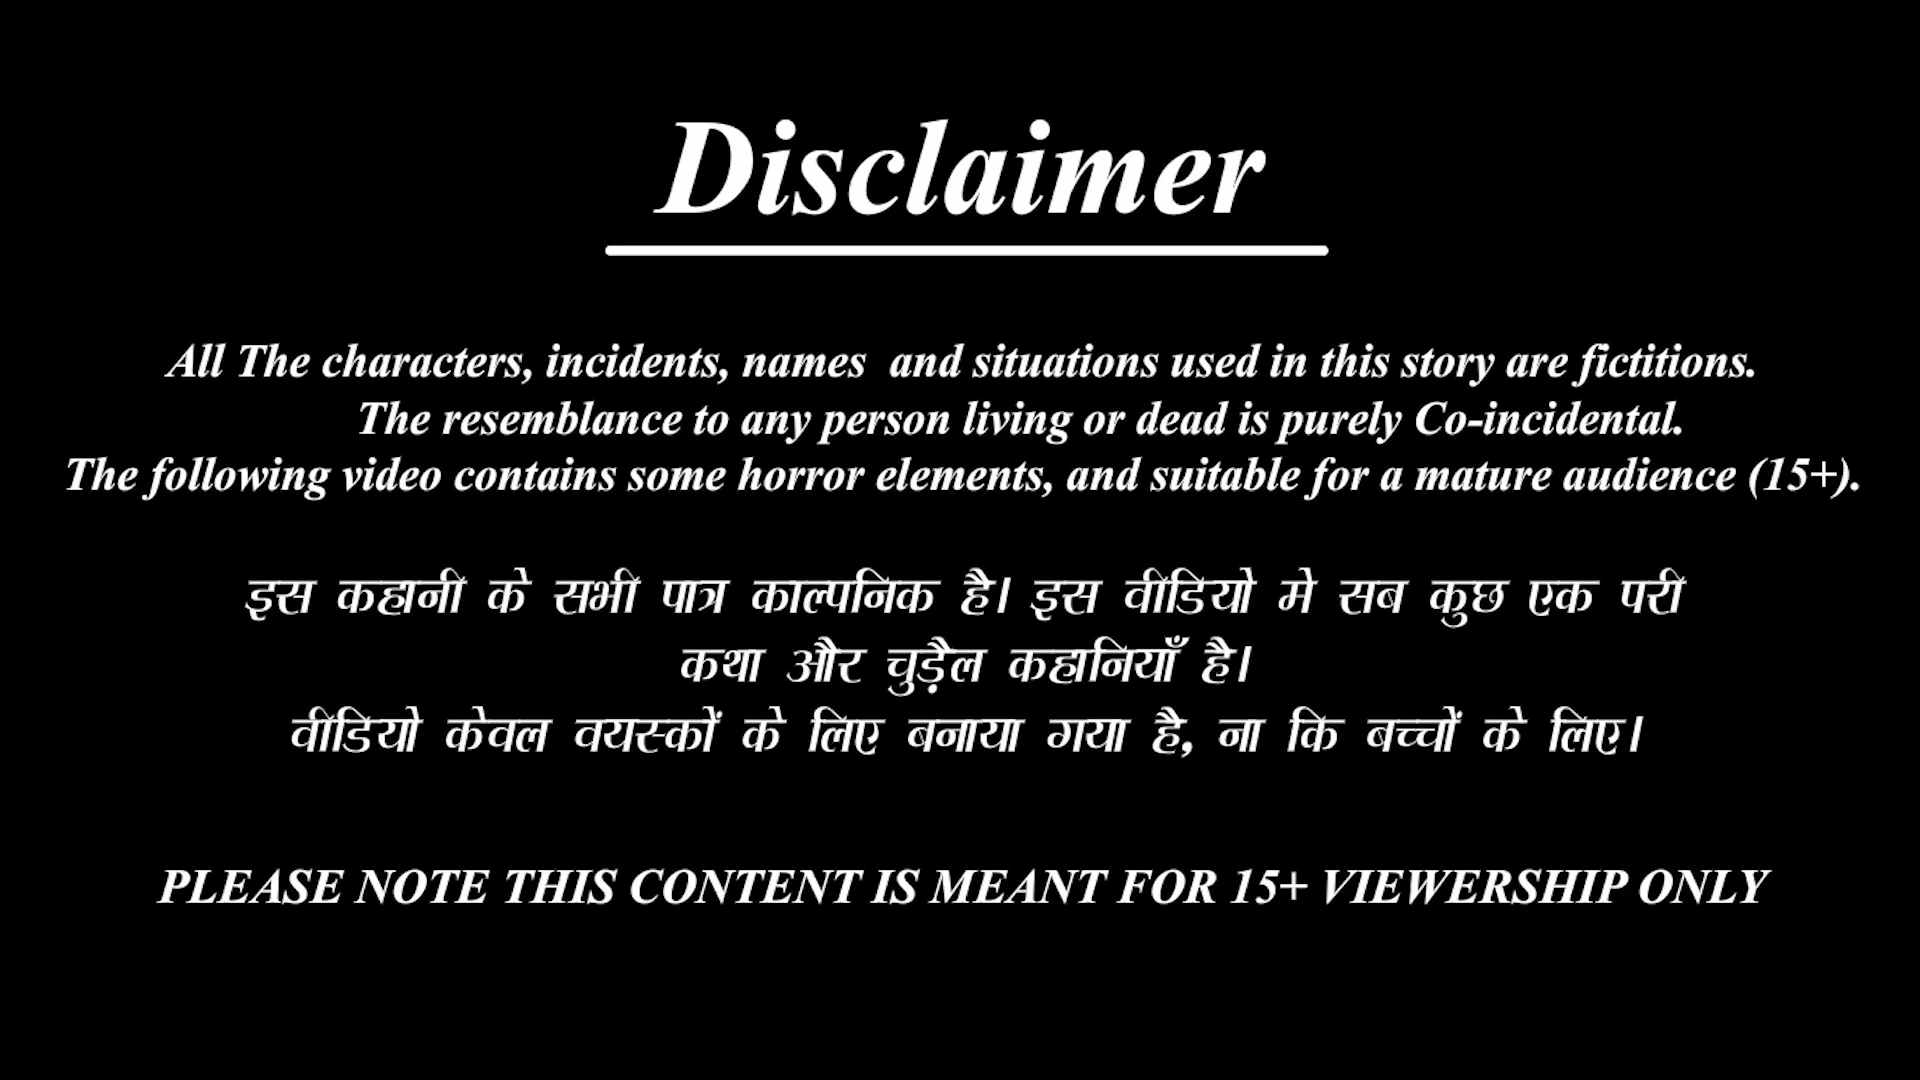 Disclaimer
All The characters, incidents, names and situations used in this story are fictitions.
The resemblance to any person living or dead is purely Co-incidental.
The following video contains some horror elements, and suitable for a mature audience (15+).
इस कहानी के सभी पात्र काल्पनिक है। इस वीडियो मे सब कुछ एक परी
कथा और चुड़ैल कहानियाँ है।
वीडियो केवल वयस्कों के लिए बनाया गया है, ना कि बच्चों के लिए।
PLEASE NOTE THIS CONTENT IS MEANT FOR 15+ VIEWERSHIP ONLY